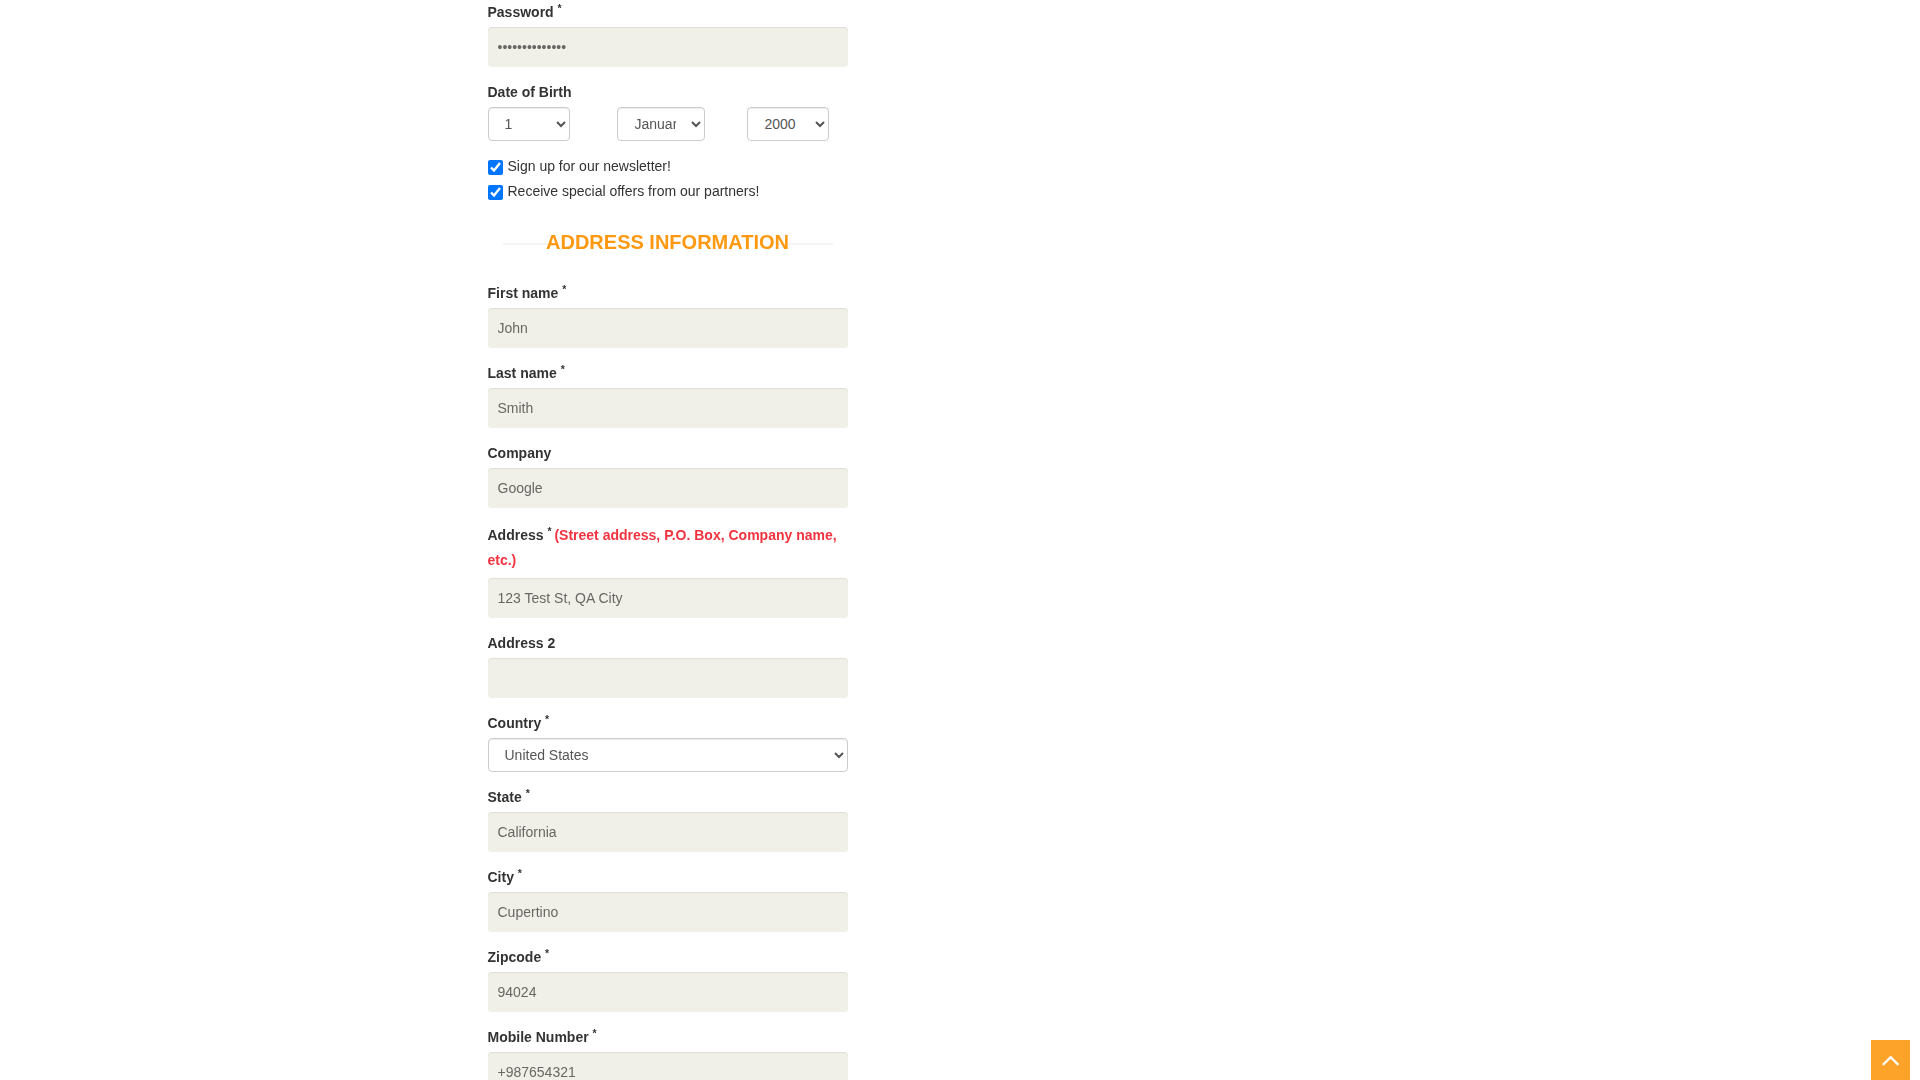 Password *
••••••••••••••
Date of Birth
1 Januar 2000
Sign up for our newsletter!
Receive special offers from our partners!
ADDRESS INFORMATION
First name *
John
Last name *
Smith
Company
Google
Address * (Street address, P.O. Box, Company name,
etc.)
123 Test St, QA City
Address 2
Country *
United States
State *
California
City *
Cupertino
Zipcode *
94024
Mobile Number *
+987654321